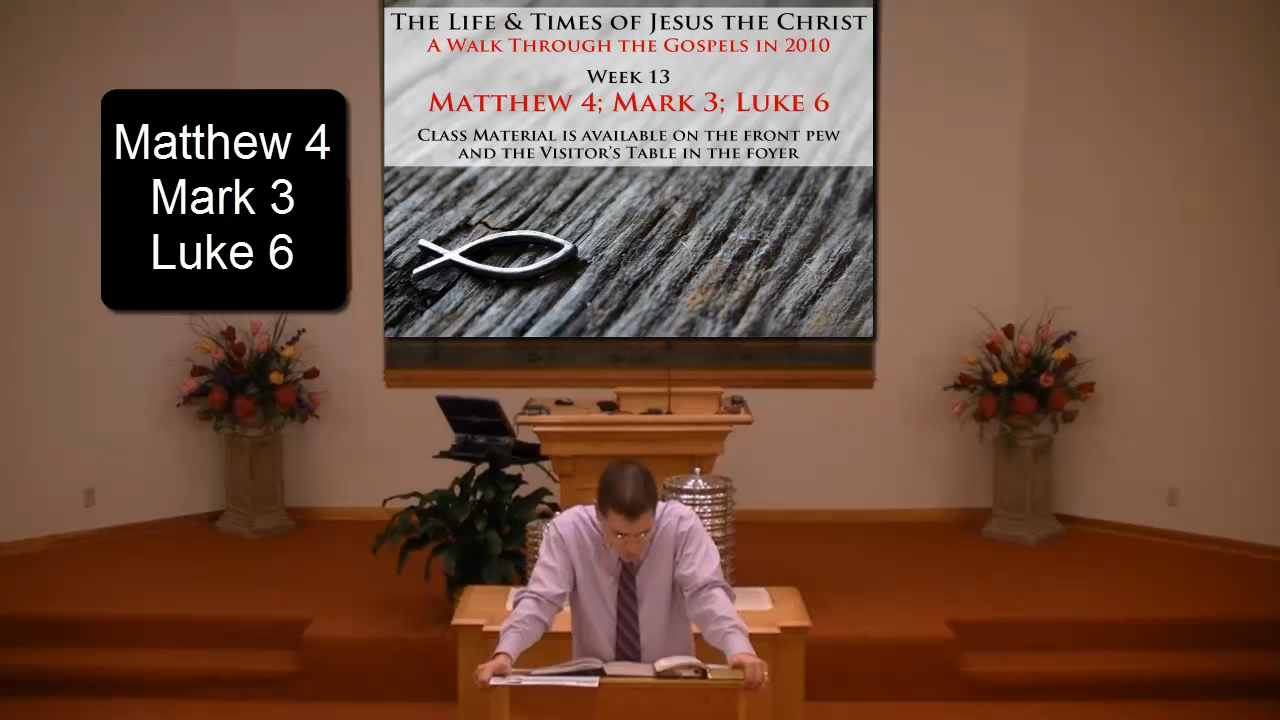 The Life & Times of Jesus the Christ
A Walk Through the Gospels in 2010
Week 13
Matthew 4; Mark 3; Luke 6
Class Material is available on the front pew
and the Visitor's Table in the foyer
Matthew 4
Mark 3
Luke 6